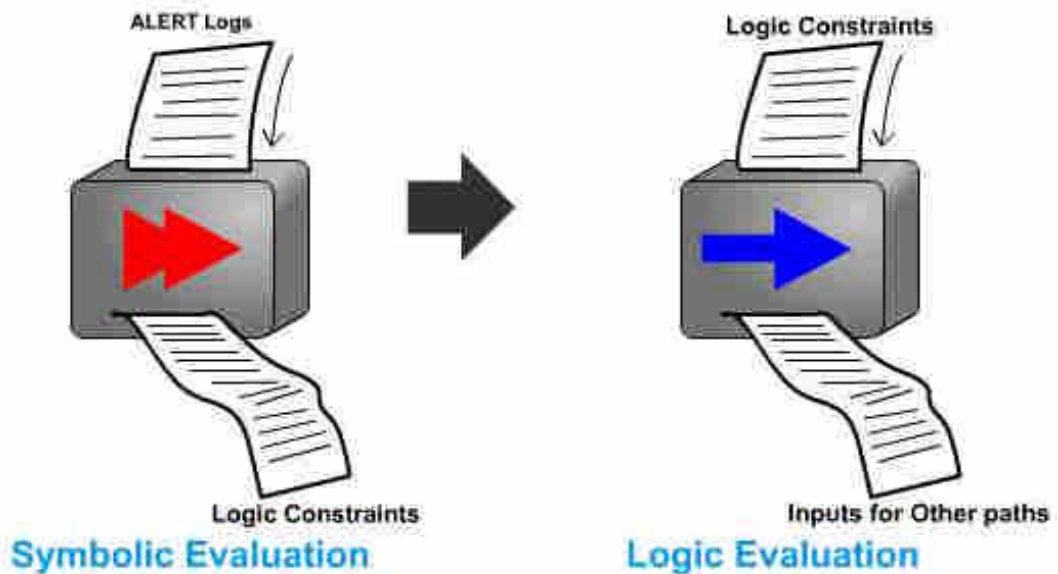 ALERT Logs
Logic Constraints
Symbolic Evaluation
Logic Constraints
Inputs for Other paths
Logic Evaluation